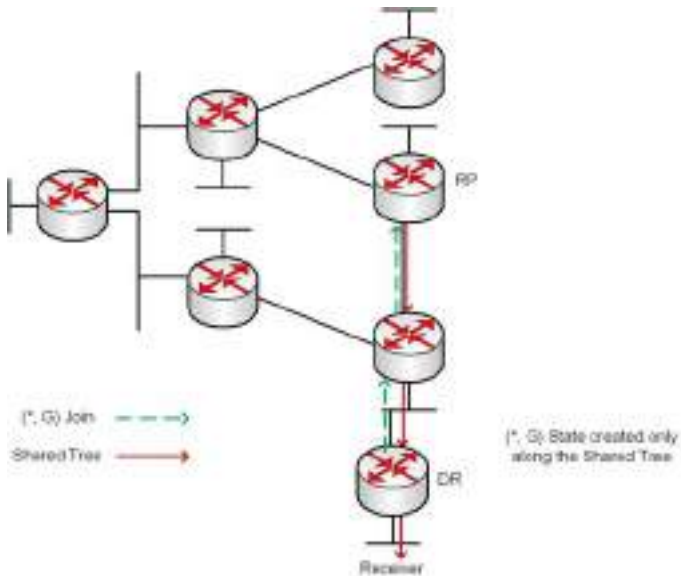 RP
(*, G) Join
Shared Tree
(*, G) State created only
along the Shared Tree
DR
Receiver